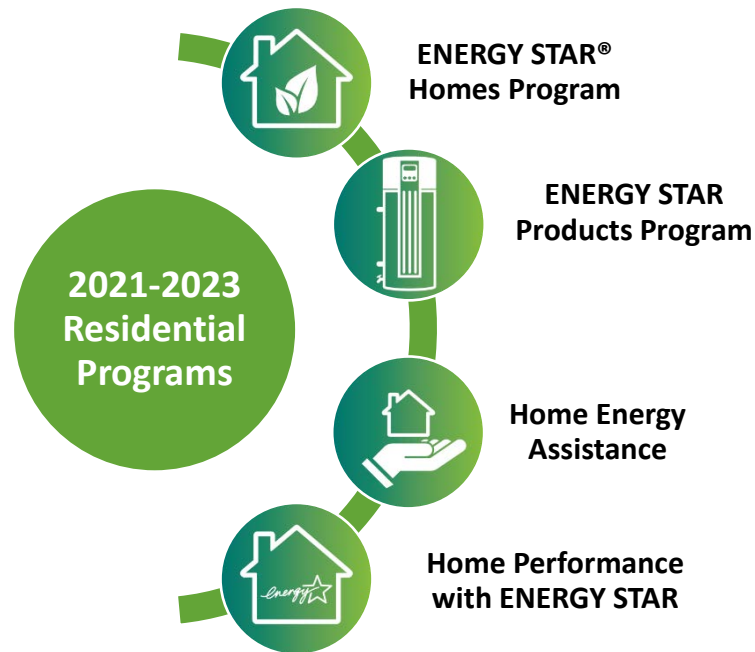 ENERGY STAR®
Homes Program
ENERGY STAR
Products Program
2021-2023
Residential
Programs
Home Energy
Assistance
Home Performance
with ENERGY STAR
energy